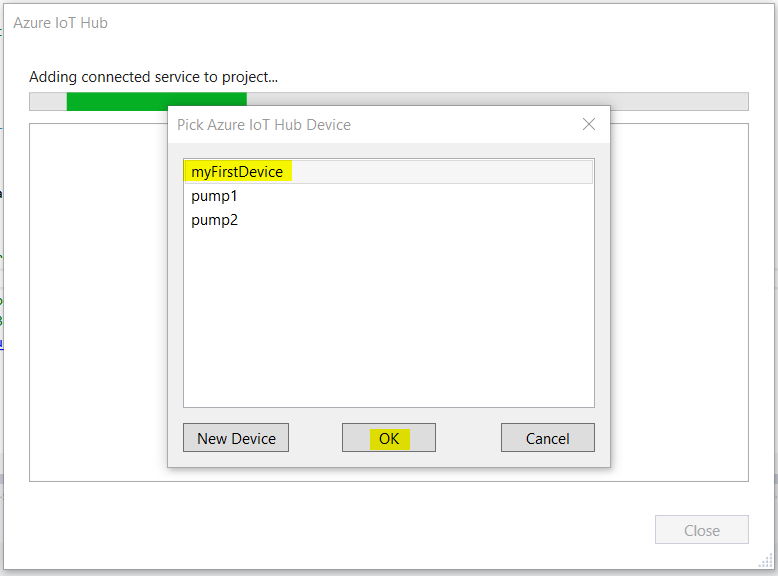 Azure IoT Hub
Adding connected service to project...
Pick Azure IoT Hub Device
myFirstDevice
pump1
pump2
New Device OK Cancel
Close